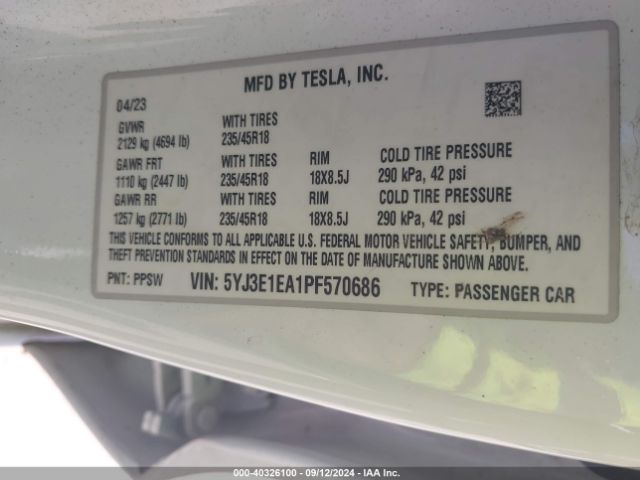 MFD BY TESLA, INC.
04/23
GVWR WITH TIRES
2129 kg (4694 lb) 235/45R18
GAWR FRT WITH TIRES RIM COLD TIRE PRESSURE
1110 kg (2447 lb) 235/45R18 18X8.5J 290 kPa, 42 psi
GAWR RR WITH TIRES RIM COLD TIRE PRESSURE
1257 kg (2771 lb) 235/45R18 18X8.5J 290 kPa, 42 psi
THIS VEHICLE CONFORMS TO ALL APPLICABLE U.S. FEDERAL MOTOR VEHICLE SAFETY, BUMPER, AND
THEFT PREVENTION STANDARDS IN EFFECT ON THE DATE OF MANUFACTURE SHOWN ABOVE.
PNT: PPSW VIN: 5YJ3E1EA1PF570686 TYPE: PASSENGER CAR
000-40326100 - 09/12/2024 - IAA Inc.